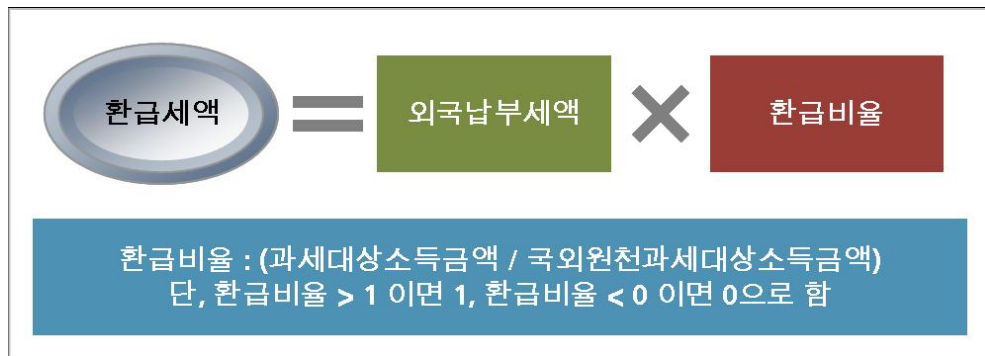 환급세액 = 외국납부세액 × 환급비율
환급비율 : (과세대상소득금액 / 국외원천과세대상소득금액)
단, 환급비율 > 1 이면 1, 환급비율 < 0 이면 0으로 함